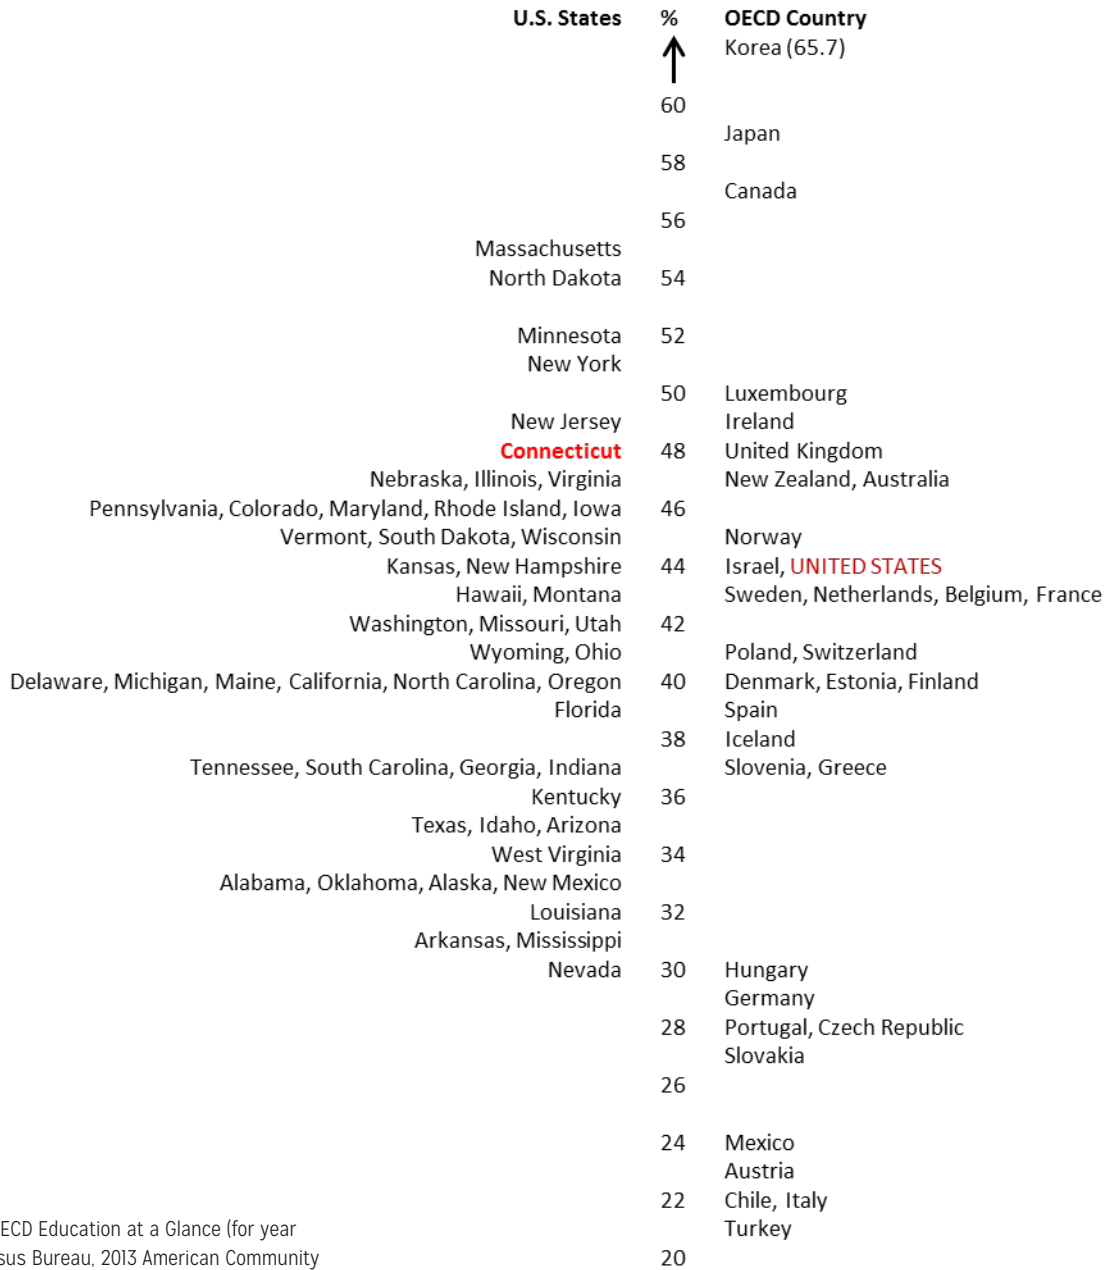 U.S. States % OECD Country
Korea (65.7)
60
Japan
58
Canada
56
Massachusetts
North Dakota 54
Minnesota 52
New York
50 Luxembourg
New Jersey Ireland
Connecticut 48 United Kingdom
Nebraska, Illinois, Virginia New Zealand, Australia
Pennsylvania, Colorado, Maryland, Rhode Island, Iowa 46
Vermont, South Dakota, Wisconsin Norway
Kansas, New Hampshire 44 Israel, UNITED STATES
Hawaii, Montana Sweden, Netherlands, Belgium, France
Washington, Missouri, Utah 42
Wyoming, Ohio Poland, Switzerland
Delaware, Michigan, Maine, California, North Carolina, Oregon 40 Denmark, Estonia, Finland
Florida Spain
38 Iceland
Tennessee, South Carolina, Georgia, Indiana Slovenia, Greece
Kentucky 36
Texas, Idaho, Arizona
West Virginia 34
Alabama, Oklahoma, Alaska, New Mexico
Louisiana 32
Arkansas, Mississippi
Nevada 30 Hungary
Germany
28 Portugal, Czech Republic
Slovakia
26
24 Mexico
Austria
22 Chile, Italy
ECD Education at a Glance (for year Turkey
sus Bureau, 2013 American Community 20